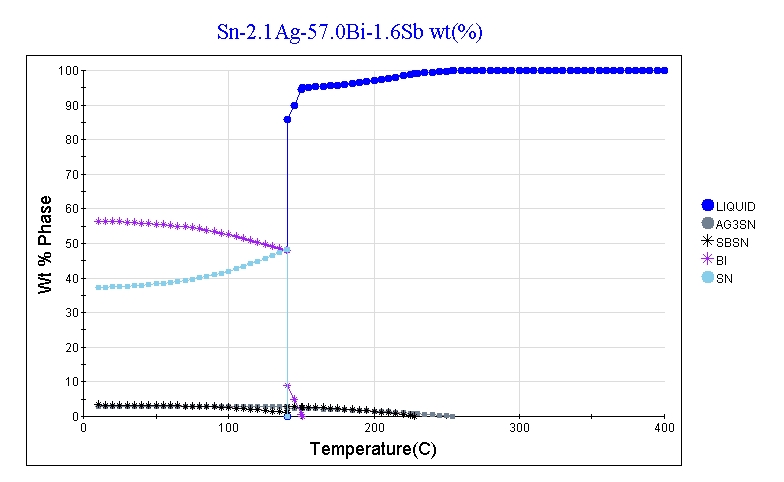 Sn-2.1Ag-57.0Bi-1.6Sb wt(%)
100
90
80
70
60
50
40
30
20
10
0
Wt % Phase
0 100 200 300 400
Temperature(C)
LIQUID
AG3SN
SBSN
BI
SN